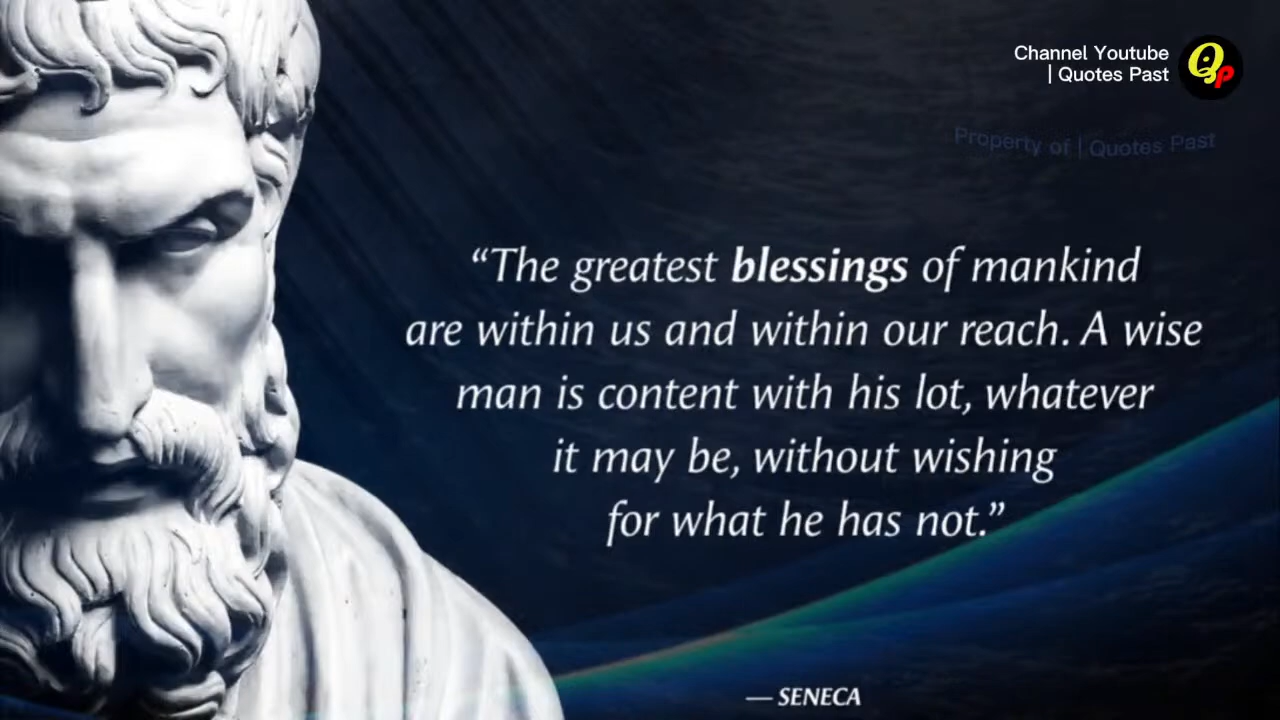 Channel Youtube
| Quotes Past
Property of | Quotes Past
“The greatest blessings of mankind
are within us and within our reach. A wise
man is content with his lot, whatever
it may be, without wishing
for what he has not.”
— SENECA